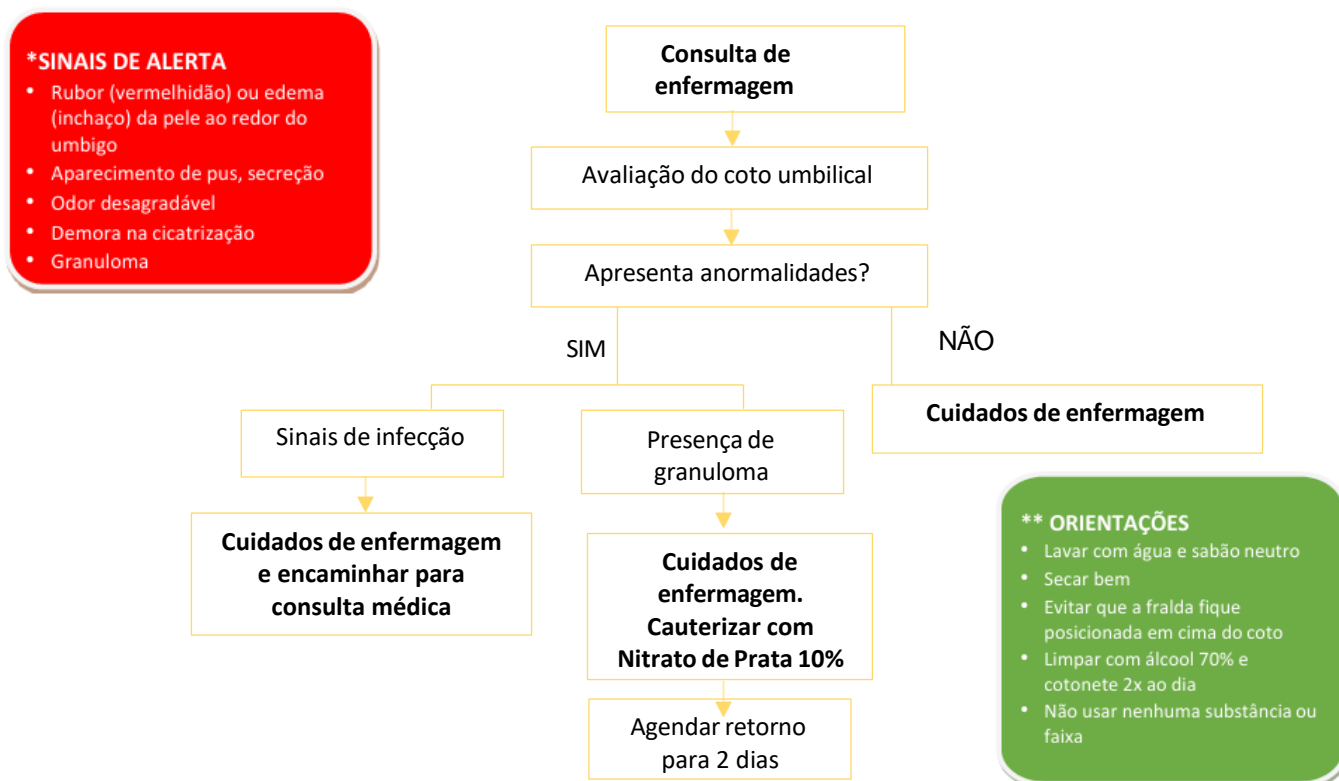 *SINAIS DE ALERTA
• Rubor (vermelhidão) ou edema
(inchaço) da pele ao redor do
umbigo
• Aparecimento de pus, secreção
• Odor desagradável
• Demora na cicatrização
• Granuloma
Consulta de
enfermagem
Avaliação do coto umbilical
Apresenta anormalidades?
SIM
NÃO
Sinais de infecção
Presença de
granuloma
Cuidados de enfermagem
Cuidados de enfermagem
e encaminhar para
consulta médica
Cuidados de
enfermagem.
Cauterizar com
Nitrato de Prata 10%
Agendar retorno
para 2 dias
** ORIENTAÇÕES
• Lavar com água e sabão neutro
• Secar bem
• Evitar que a fralda fique
posicionada em cima do coto
• Limpar com álcool 70% e
cotonete 2x ao dia
• Não usar nenhuma substância ou
faixa